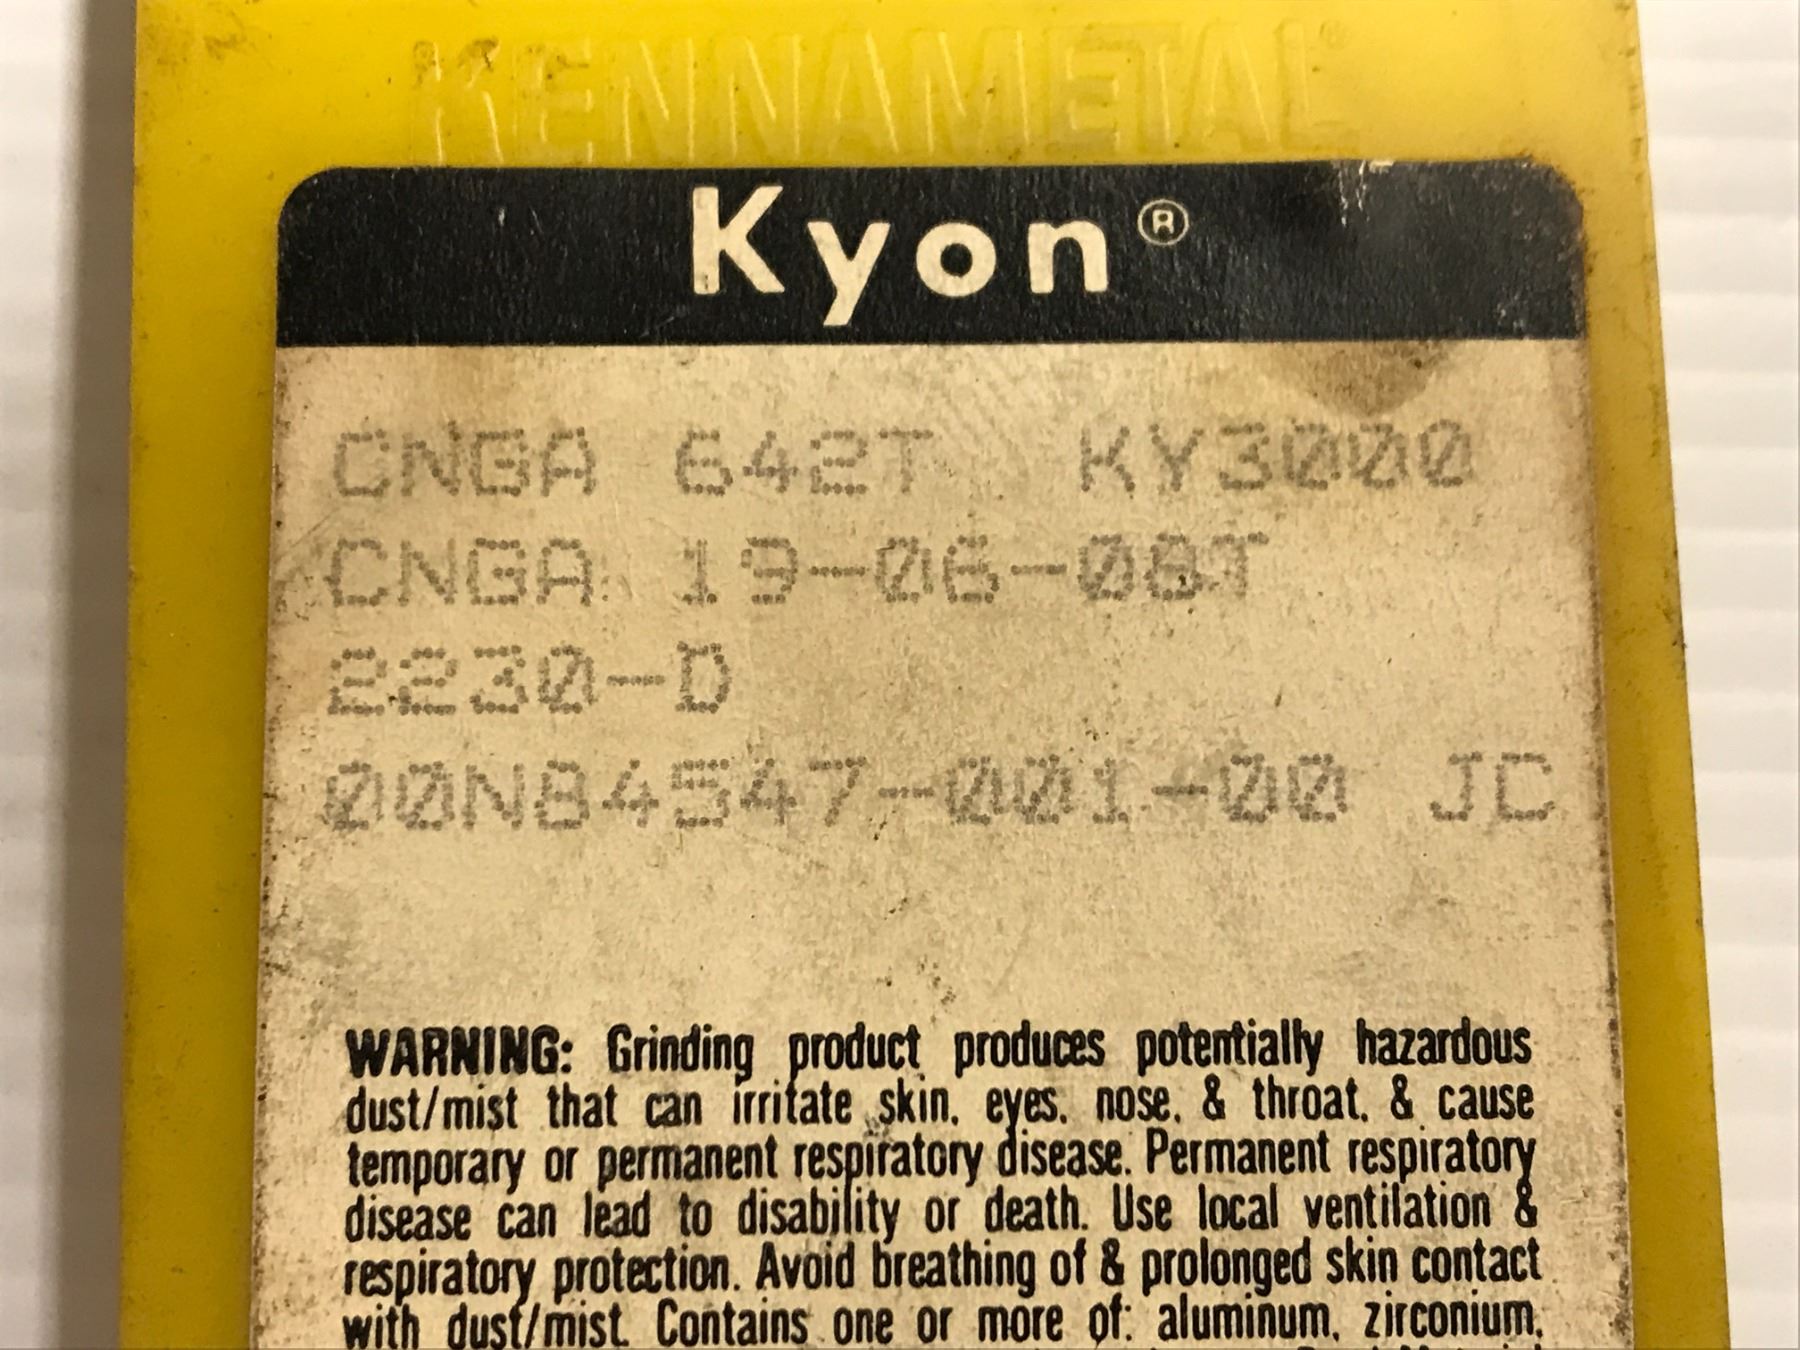 KENNAMETAL®
Kyon®
CNGA 642T KY3000
CNGA 19-06-08T
2230-D
00N84547-001-00 JC
WARNING: Grinding product produces potentially hazardous
dust/mist that can irritate skin, eyes, nose, & throat, & cause
temporary or permanent respiratory disease. Permanent respiratory
disease can lead to disability or death. Use local ventilation &
respiratory protection. Avoid breathing of & prolonged skin contact
with dust/mist. Contains one or more of: aluminum, zirconium,